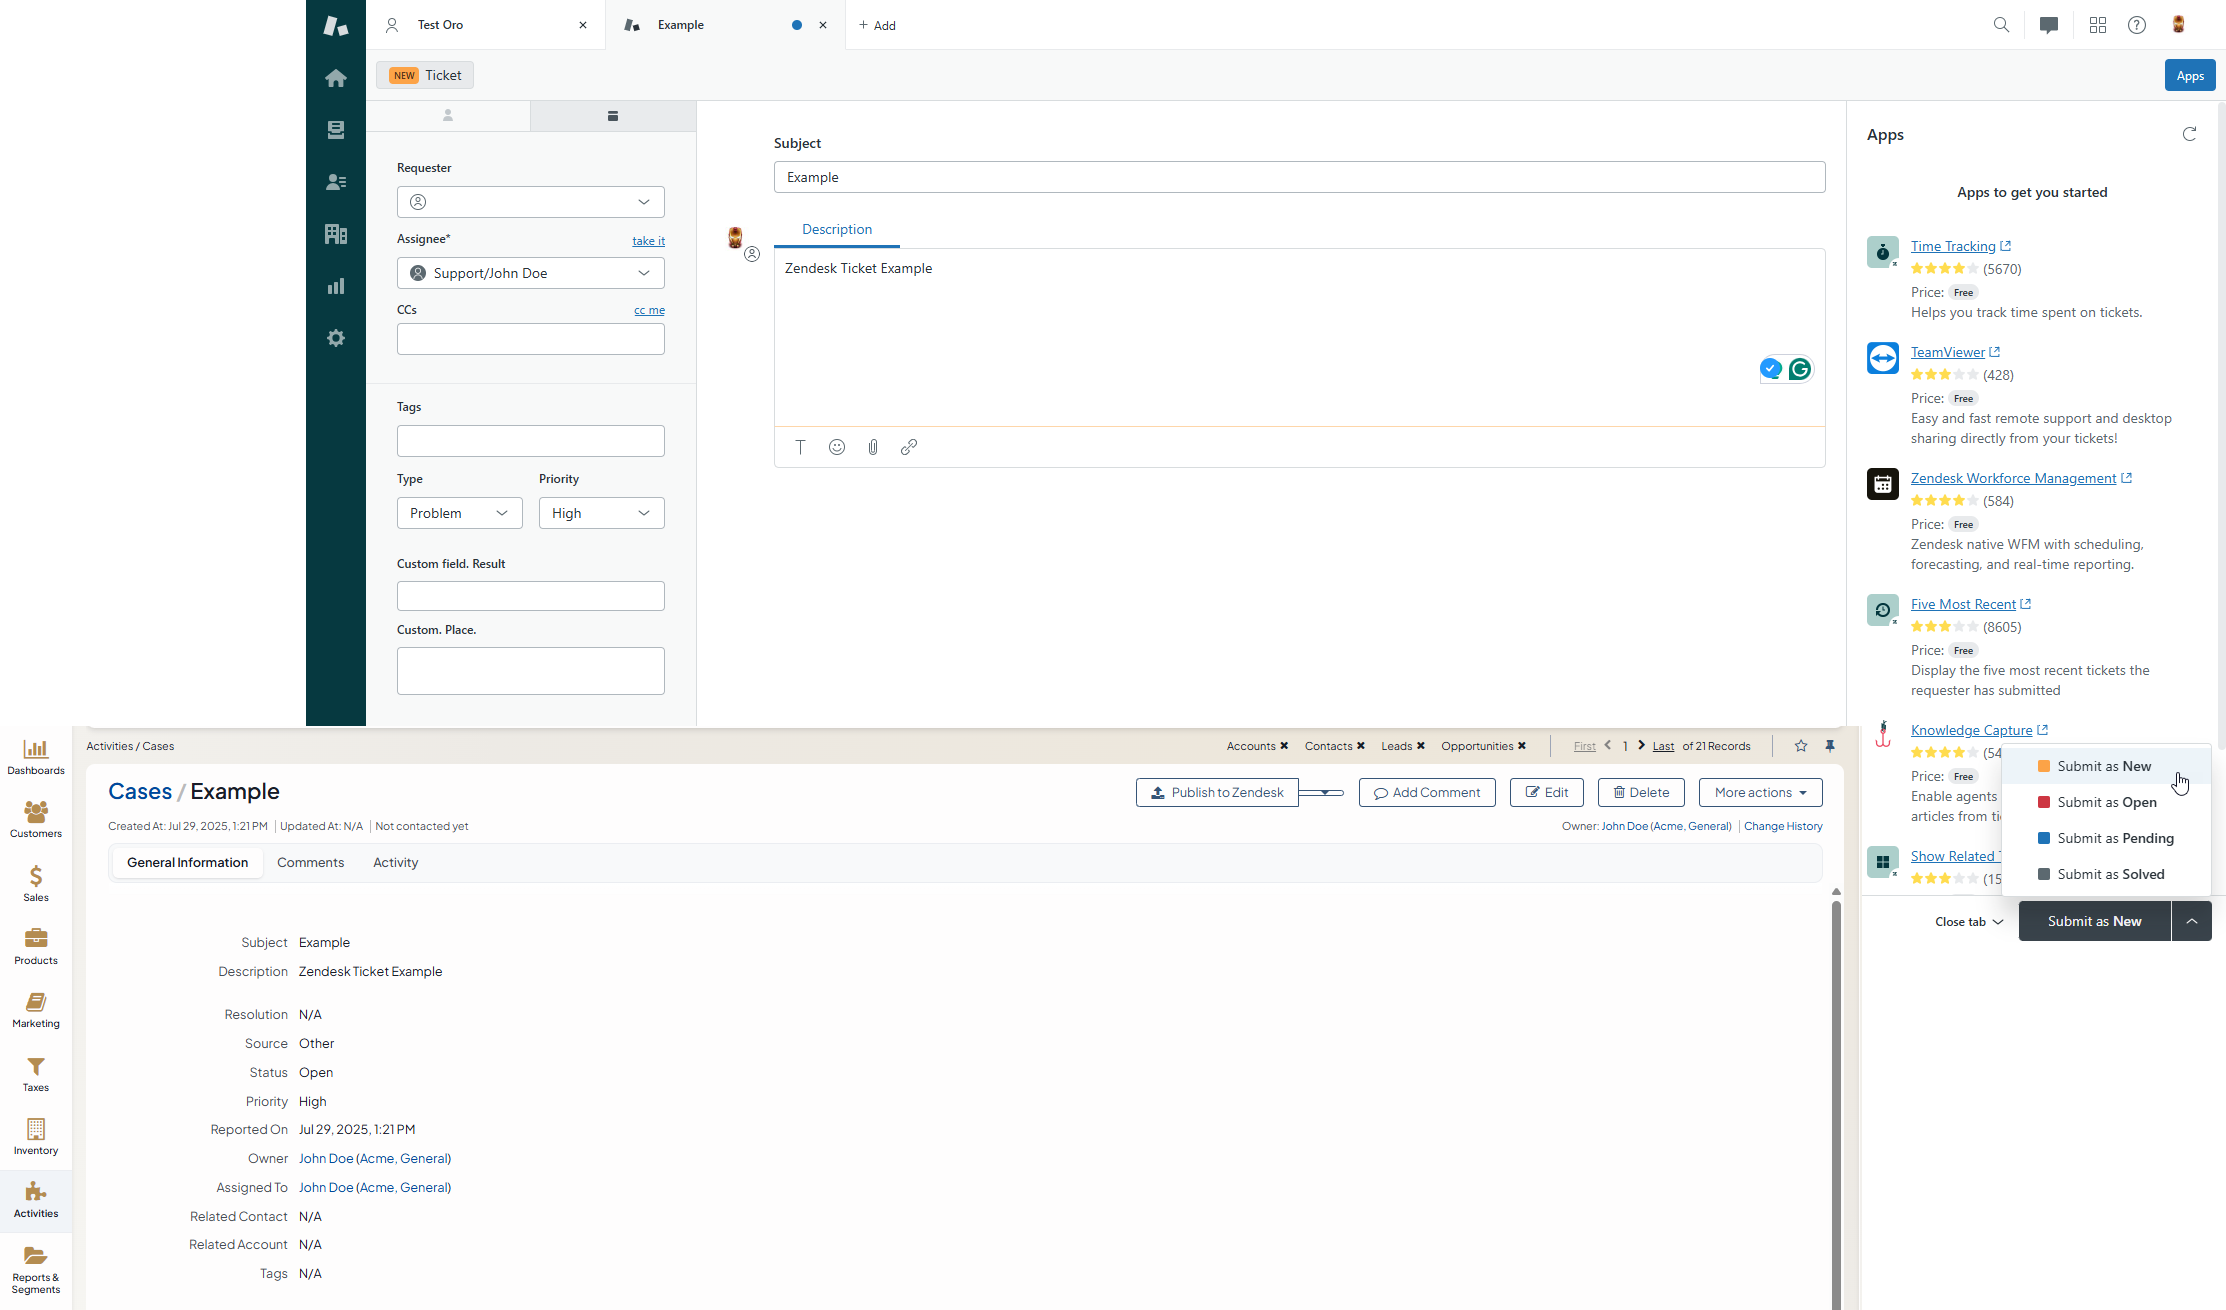 Test Oro
Example
+ Add
NEW Ticket
Apps
Requester
Assignee*
take it
Support/John Doe
CCs
cc me
Tags
Type
Priority
Problem
High
Custom field. Result
Custom. Place.
Subject
Example
Description
Zendesk Ticket Example
Apps
Apps to get you started
Time Tracking
(5670)
Price: Free
Helps you track time spent on tickets.
TeamViewer
(428)
Price: Free
Easy and fast remote support and desktop
sharing directly from your tickets!
Zendesk Workforce Management
(584)
Price: Free
Zendesk native WFM with scheduling,
forecasting, and real-time reporting.
Five Most Recent
(8605)
Price: Free
Display the five most recent tickets the
requester has submitted
Knowledge Capture
(54
Price: Free
Enable agents
articles from ti
Show Related
(15
Submit as New
Submit as Open
Submit as Pending
Submit as Solved
Close tab
Submit as New
Dashboards
Customers
Sales
Products
Marketing
Taxes
Inventory
Activities
Reports &
Segments
Activities / Cases
Accounts
Contacts
Leads
Opportunities
First
1
Last
of 21 Records
Cases / Example
Publish to Zendesk
Add Comment
Edit
Delete
More actions
Created At: Jul 29, 2025, 1:21 PM
Updated At: N/A
Not contacted yet
Owner: John Doe (Acme, General)
Change History
General Information
Comments
Activity
Subject Example
Description Zendesk Ticket Example
Resolution N/A
Source Other
Status Open
Priority High
Reported On Jul 29, 2025, 1:21 PM
Owner John Doe (Acme, General)
Assigned To John Doe (Acme, General)
Related Contact N/A
Related Account N/A
Tags N/A